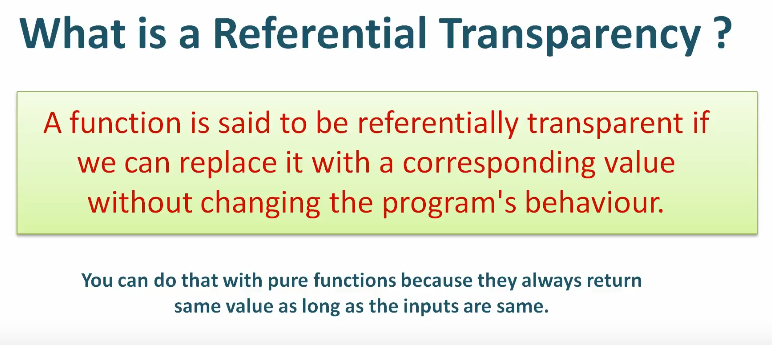 What is a Referential Transparency ?
A function is said to be referentially transparent if
we can replace it with a corresponding value
without changing the program's behaviour.
You can do that with pure functions because they always return
same value as long as the inputs are same.